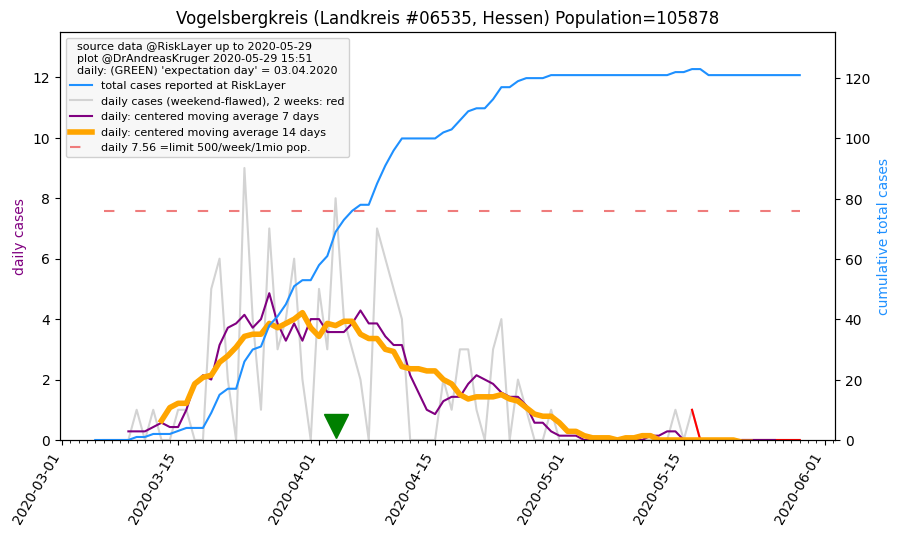 Vogelsbergkreis (Landkreis #06535, Hessen) Population=105878
source data @RiskLayer up to 2020-05-29
plot @DrAndreasKruger 2020-05-29 15:51
daily: (GREEN) 'expectation day' = 03.04.2020
total cases reported at RiskLayer
daily cases (weekend-flawed), 2 weeks: red
daily: centered moving average 7 days
daily: centered moving average 14 days
daily 7.56 =limit 500/week/1mio pop.
daily cases
12
10
8
6
4
2
0
120
100
80
60
40
20
0
cumulative total cases
2020-03-01
2020-03-15
2020-04-01
2020-04-15
2020-05-01
2020-05-15
2020-06-01